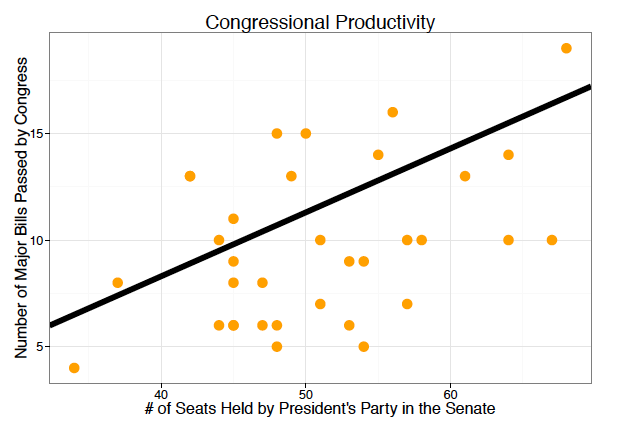 Congressional Productivity
Number of Major Bills Passed by Congress
15
10
5
40
50
60
# of Seats Held by President's Party in the Senate